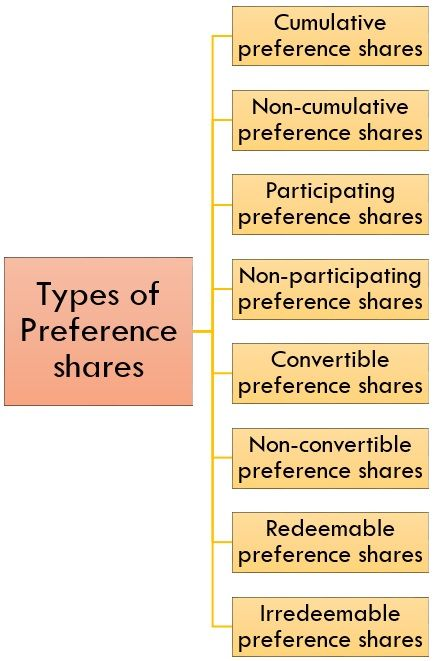 Types of
Preference
shares
Cumulative
preference shares
Non-cumulative
preference shares
Participating
preference shares
Non-participating
preference shares
Convertible
preference shares
Non-convertible
preference shares
Redeemable
preference shares
Irredeemable
preference shares